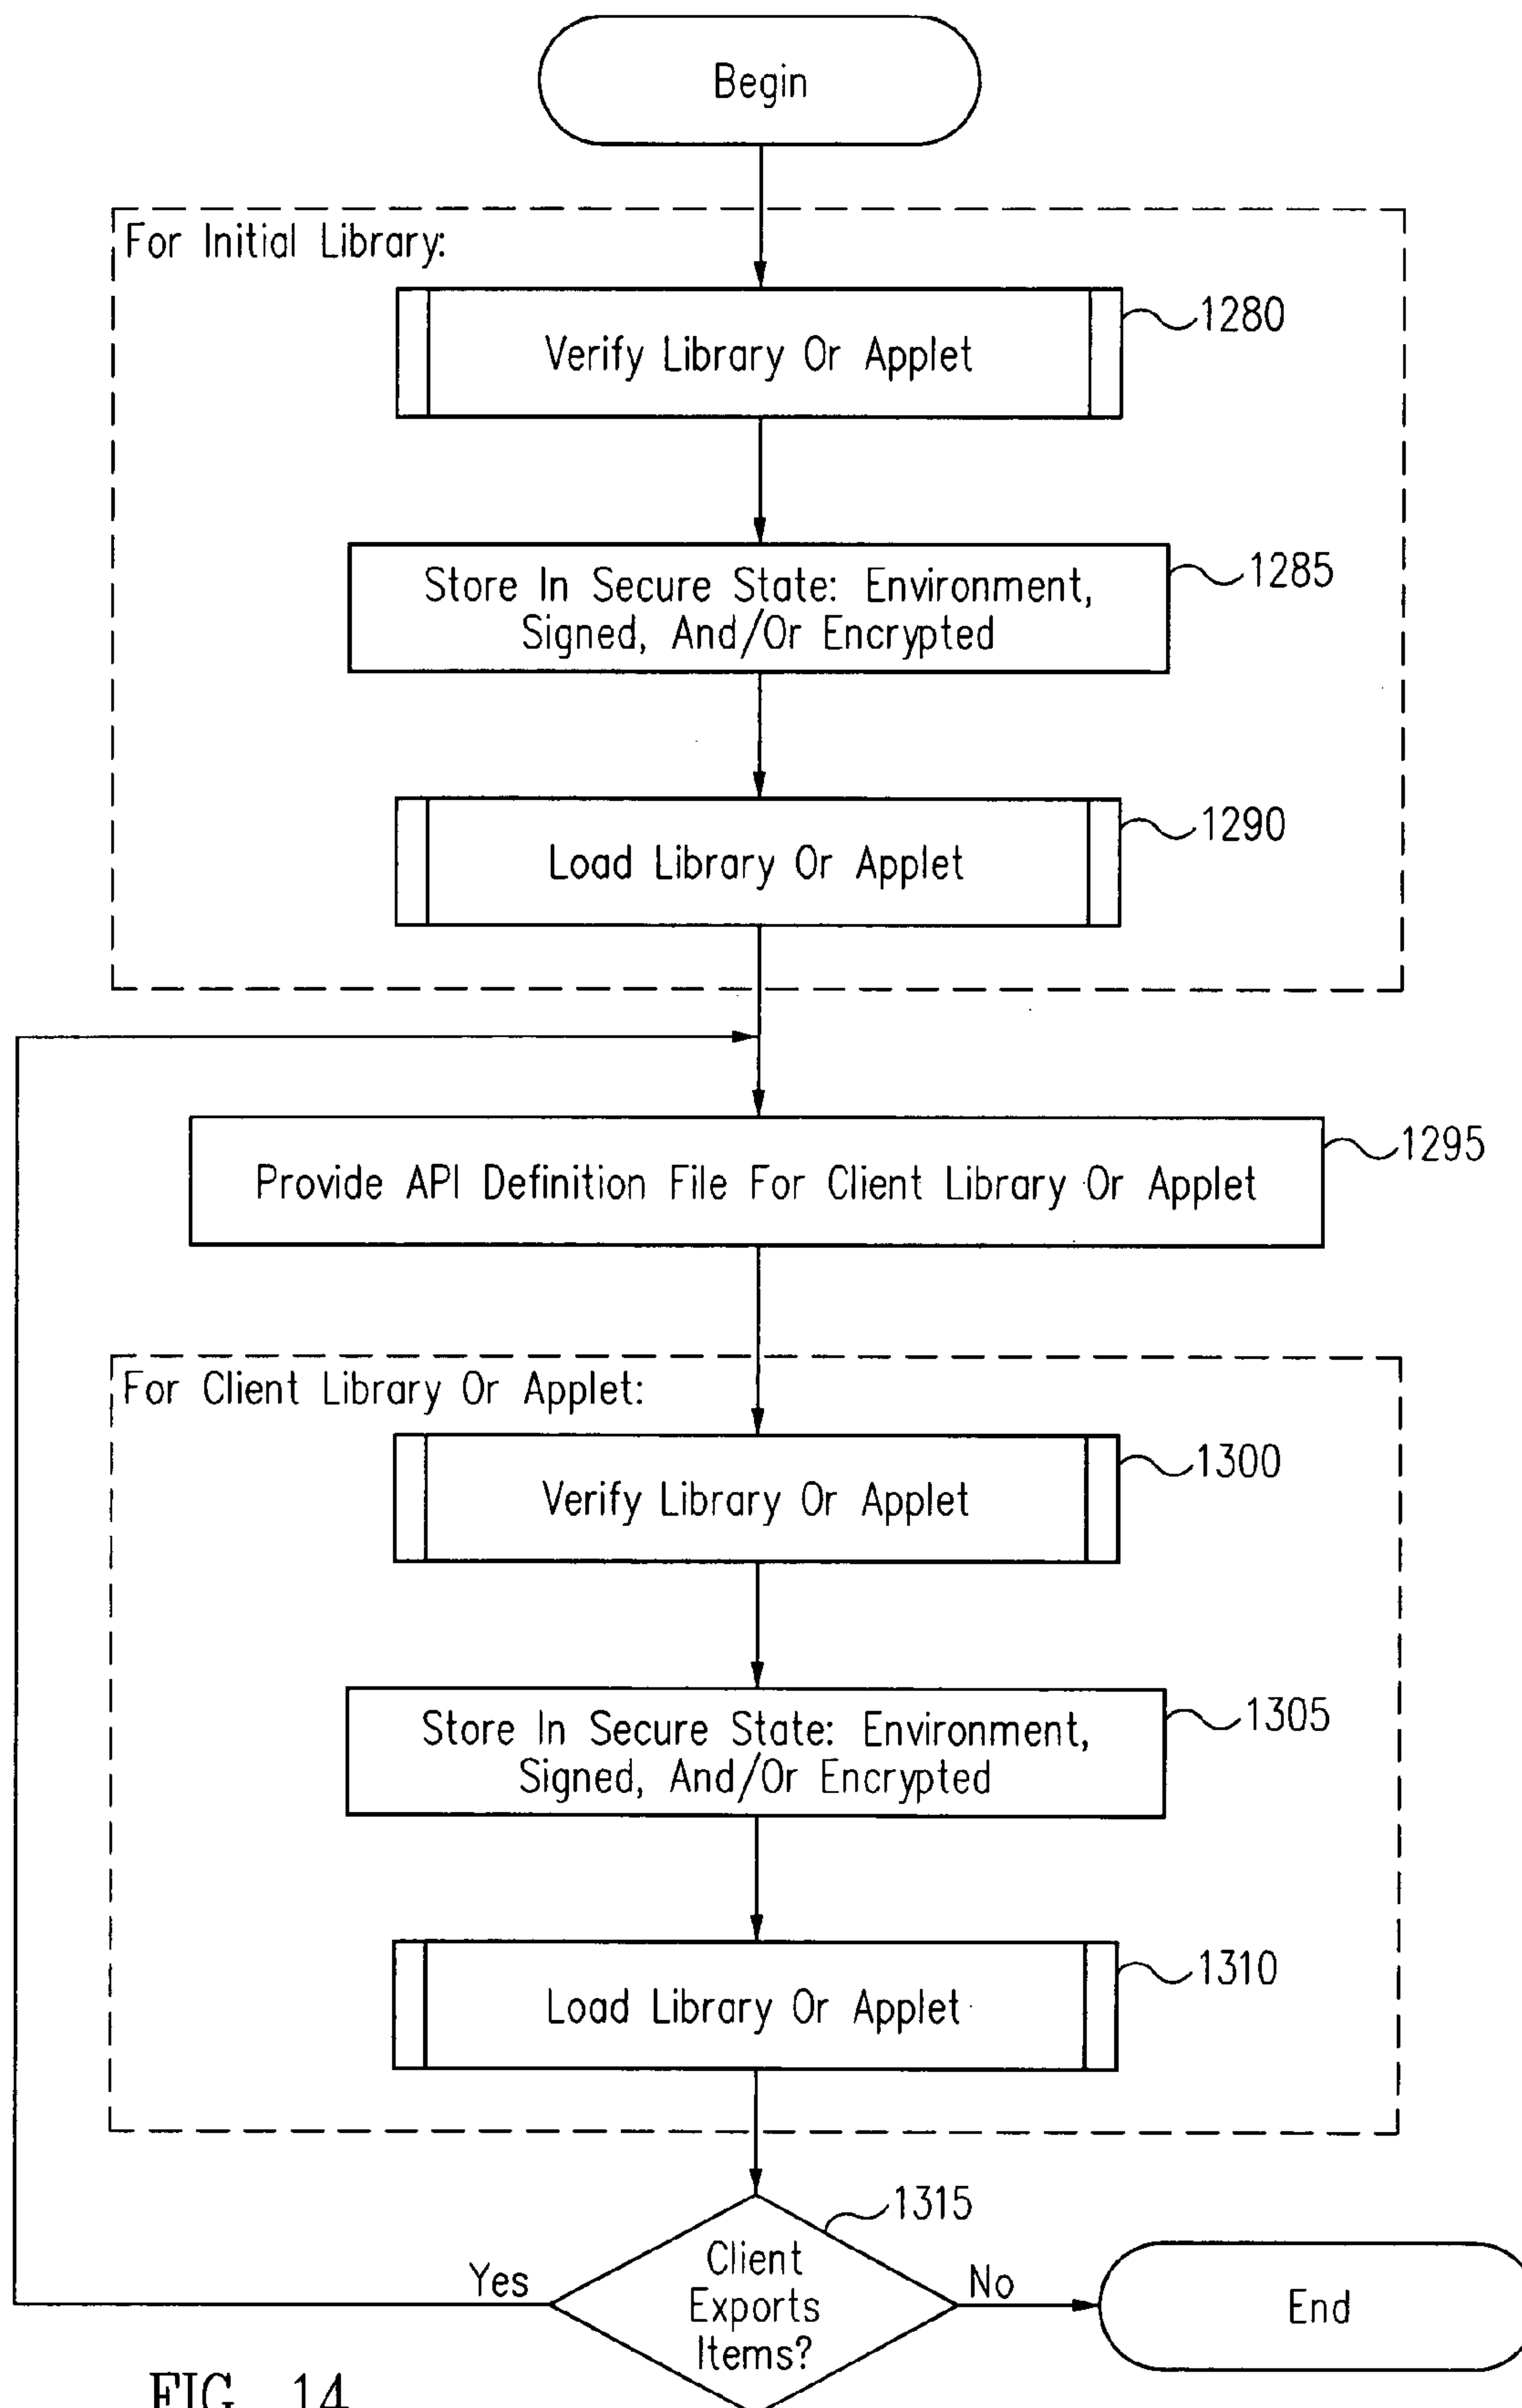 Begin
For Initial Library:
1280
Verify Library Or Applet
1285
Store In Secure State: Environment,
Signed, And/Or Encrypted
1290
Load Library Or Applet
1295
Provide API Definition File For Client Library Or Applet
For Client Library Or Applet:
1300
Verify Library Or Applet
1305
Store In Secure State: Environment,
Signed, And/Or Encrypted
1310
Load Library Or Applet
1315
Client
Exports
Items?
Yes
No
End
FIG. 14